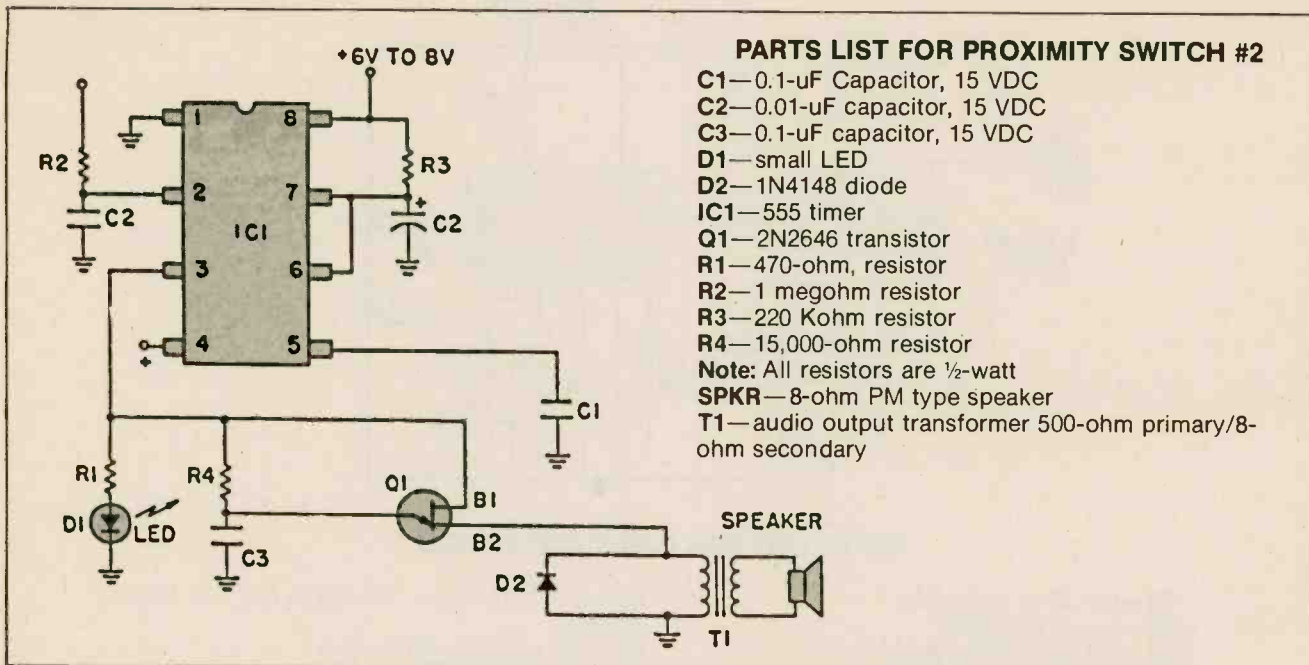 +6V TO 8V
1
8
R2
R3
2
7
+
C2
IC1
C2
3
6
4
5
+
C1
R1
R4
Q1
B1
D1
LED
B2
SPEAKER
C3
D2
T1
PARTS LIST FOR PROXIMITY SWITCH #2
C1—0.1-uF Capacitor, 15 VDC
C2—0.01-uF capacitor, 15 VDC
C3—0.1-uF capacitor, 15 VDC
D1—small LED
D2—1N4148 diode
IC1—555 timer
Q1—2N2646 transistor
R1—470-ohm, resistor
R2—1 megohm resistor
R3—220 Kohm resistor
R4—15,000-ohm resistor
Note: All resistors are ½-watt
SPKR—8-ohm PM type speaker
T1—audio output transformer 500-ohm primary/8-
ohm secondary